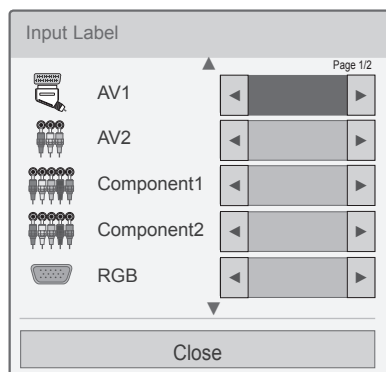 Input Label
Page 1/2
AV1
AV2
Component1
Component2
RGB
Close